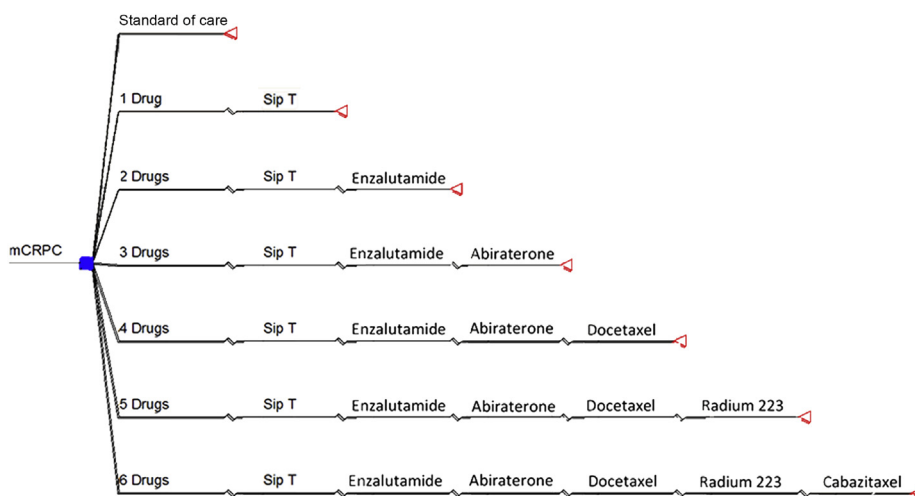 Standard of care
1 Drug Sip T
2 Drugs Sip T Enzalutamide
mCRPC
3 Drugs Sip T Enzalutamide Abiraterone
4 Drugs Sip T Enzalutamide Abiraterone Docetaxel
5 Drugs Sip T Enzalutamide Abiraterone Docetaxel Radium 223
6 Drugs Sip T Enzalutamide Abiraterone Docetaxel Radium 223 Cabazitaxel